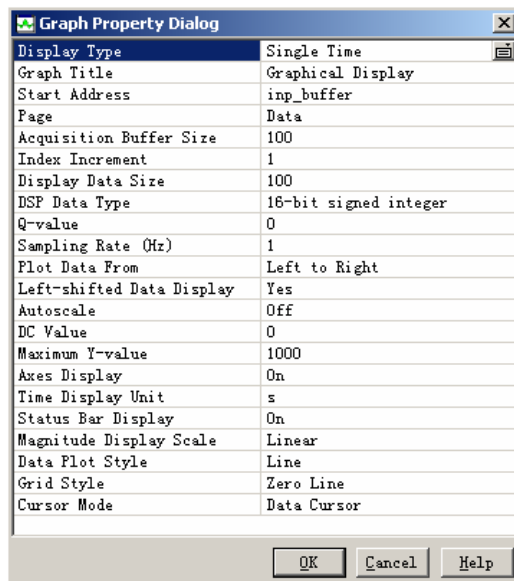 Graph Property Dialog
Display Type Single Time
Graph Title Graphical Display
Start Address inp_buffer
Page Data
Acquisition Buffer Size 100
Index Increment 1
Display Data Size 100
DSP Data Type 16-bit signed integer
Q-value 0
Sampling Rate (Hz) 1
Plot Data From Left to Right
Left-shifted Data Display Yes
Autoscale Off
DC Value 0
Maximum Y-value 1000
Axes Display On
Time Display Unit s
Status Bar Display On
Magnitude Display Scale Linear
Data Plot Style Line
Grid Style Zero Line
Cursor Mode Data Cursor
OK Cancel Help